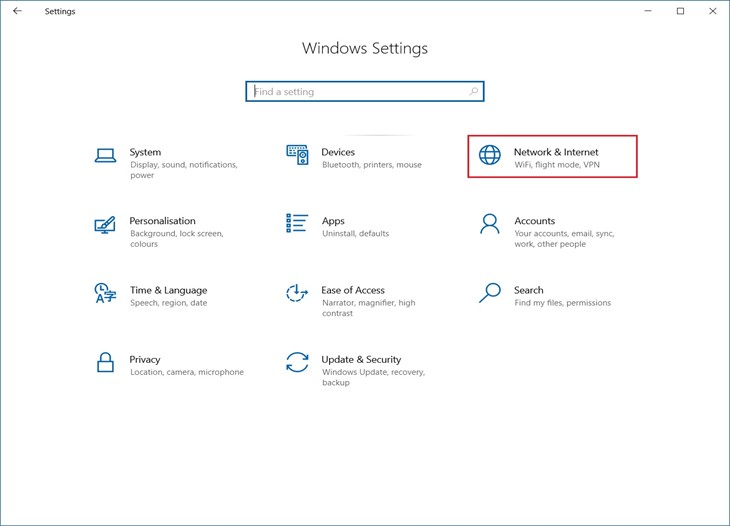 Settings
Windows Settings
Find a setting
System
Display, sound, notifications,
power
Devices
Bluetooth, printers, mouse
Network & Internet
WiFi, flight mode, VPN
Personalisation
Background, lock screen,
colours
Apps
Uninstall, defaults
Accounts
Your accounts, email, sync,
work, other people
Time & Language
Speech, region, date
Ease of Access
Narrator, magnifier, high
contrast
Search
Find my files, permissions
Privacy
Location, camera, microphone
Update & Security
Windows Update, recovery,
backup